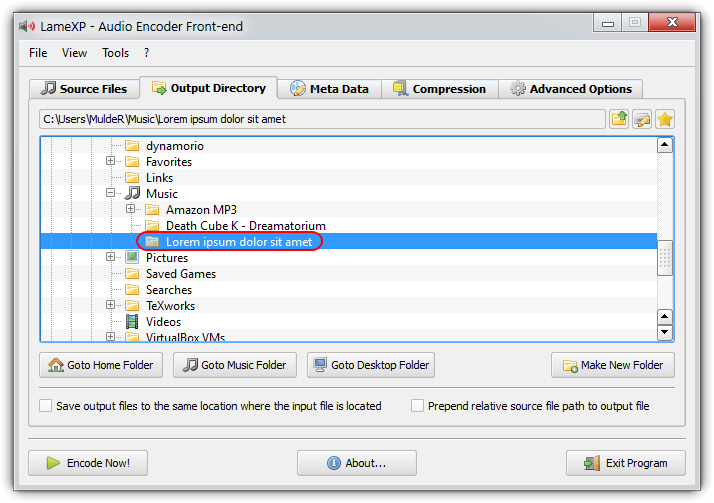 LameXP - Audio Encoder Front-end
File View Tools ?
Source Files Output Directory Meta Data Compression Advanced Options
C:\Users\MuldeR\Music\Lorem ipsum dolor sit amet
dynamorio
Favorites
Links
Music
Amazon MP3
Death Cube K - Dreamatorium
Lorem ipsum dolor sit amet
Pictures
Saved Games
Searches
TeXworks
Videos
VirtualBox VMs
Goto Home Folder Goto Music Folder Goto Desktop Folder Make New Folder
Save output files to the same location where the input file is located Prepend relative source file path to output file
Encode Now! About... Exit Program